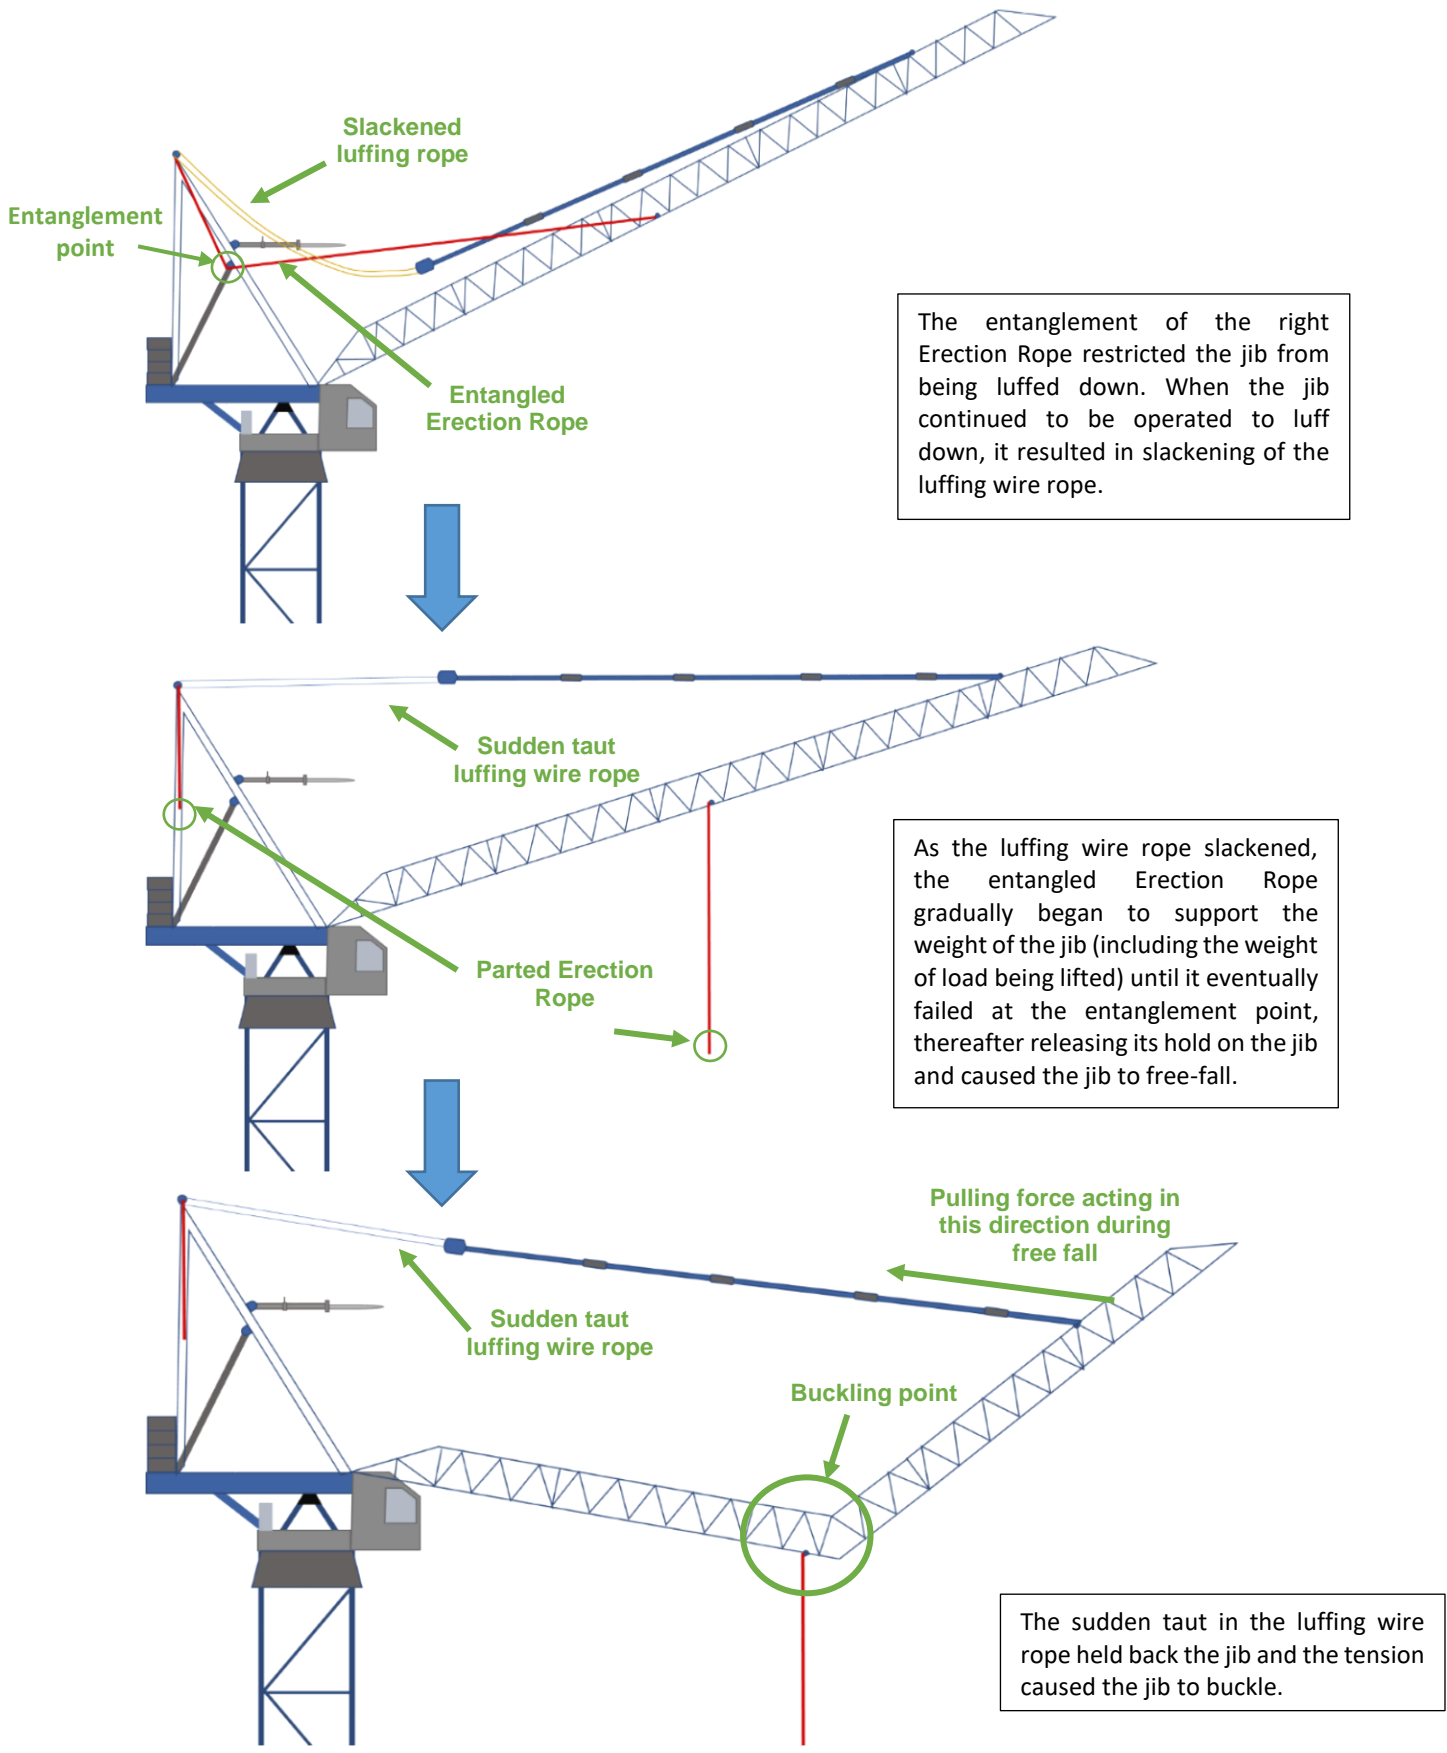 Slackened
luffing rope
Entanglement
point
Entangled
Erection Rope
The entanglement of the right
Erection Rope restricted the jib from
being luffed down. When the jib
continued to be operated to luff
down, it resulted in slackening of the
luffing wire rope.
Sudden taut
luffing wire rope
Parted Erection
Rope
As the luffing wire rope slackened,
the entangled Erection Rope
gradually began to support the
weight of the jib (including the weight
of load being lifted) until it eventually
failed at the entanglement point,
thereafter releasing its hold on the jib
and caused the jib to free-fall.
Pulling force acting in
this direction during
free fall
Sudden taut
luffing wire rope
Buckling point
The sudden taut in the luffing wire
rope held back the jib and the tension
caused the jib to buckle.